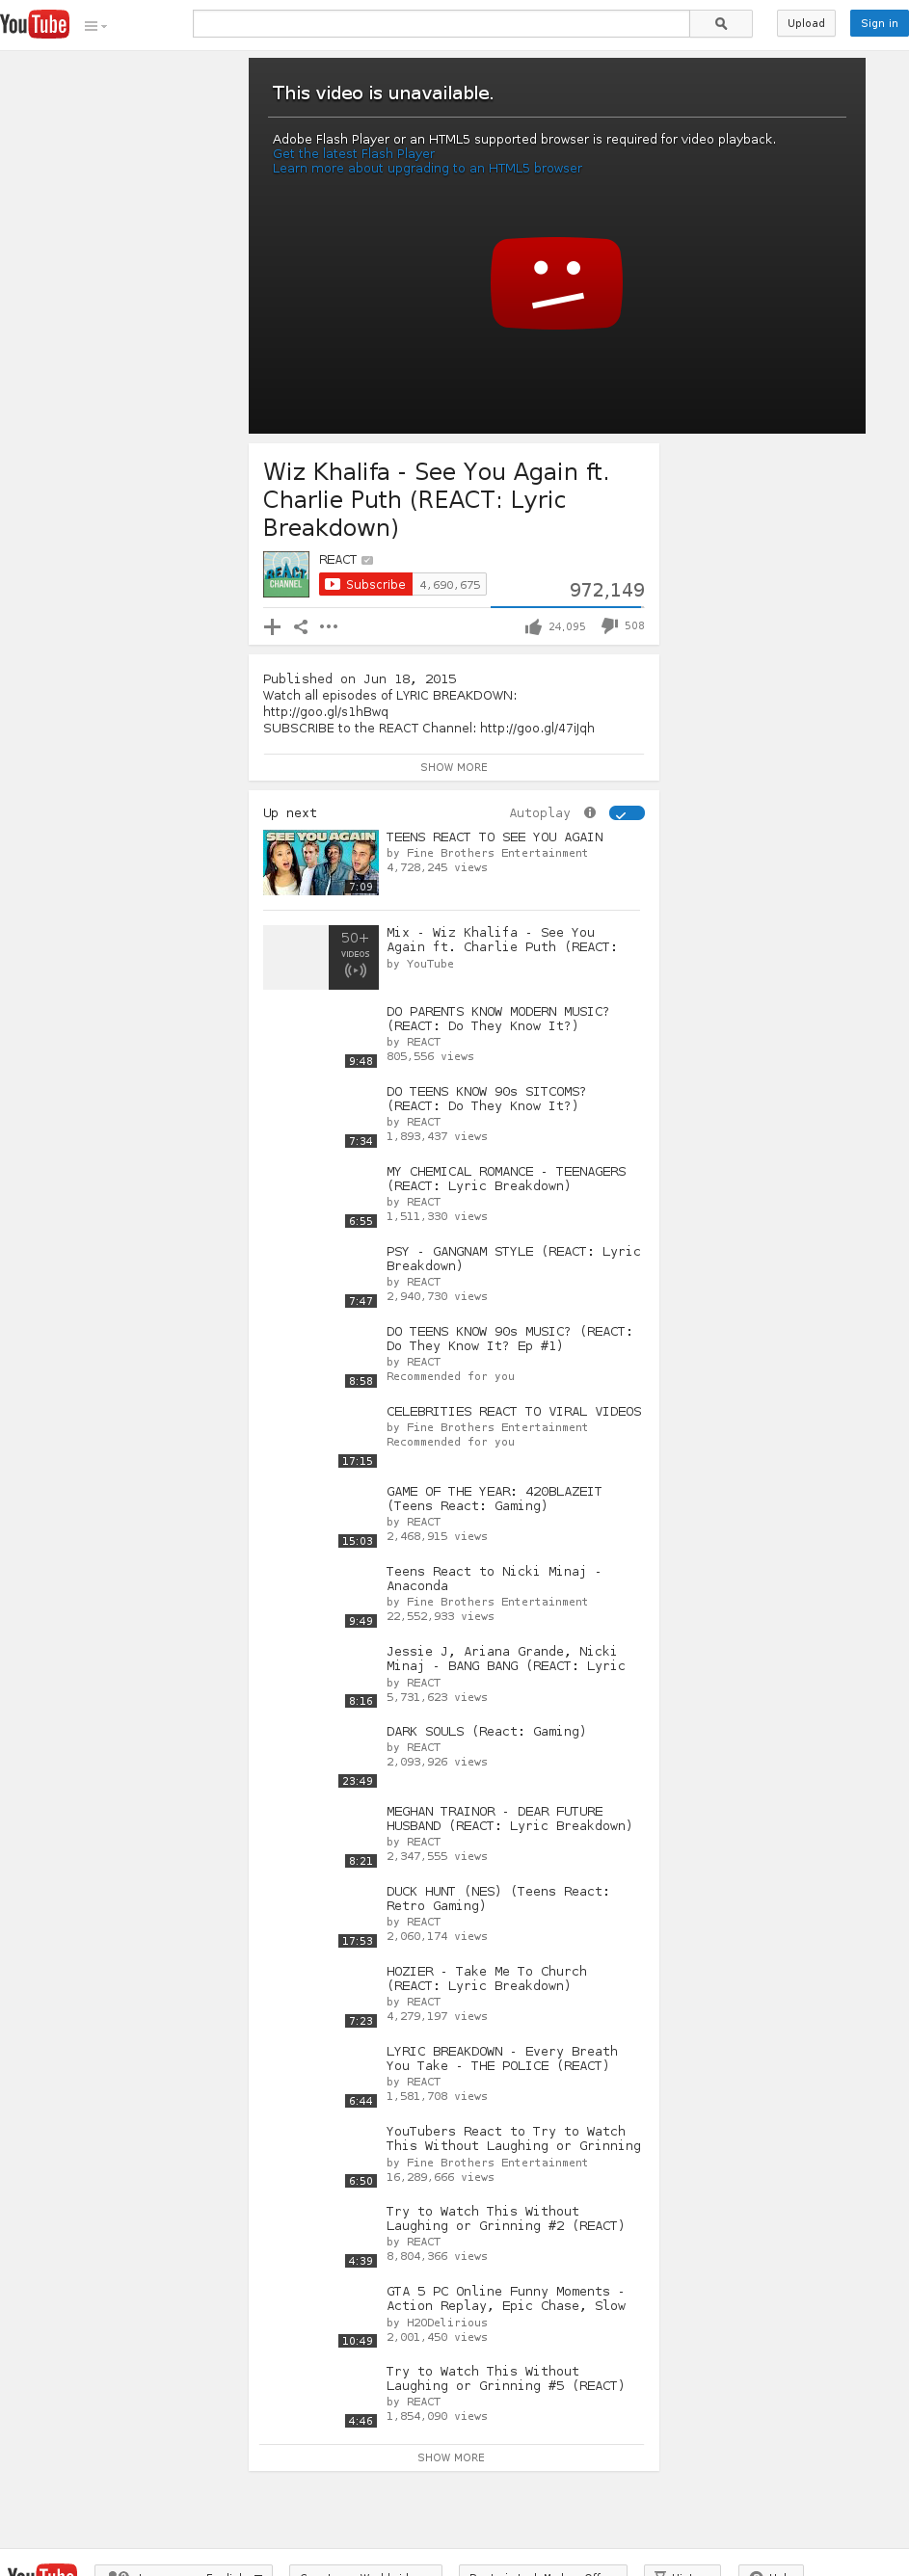 YouTube
Upload
Sign in
This video is unavailable.
Adobe Flash Player or an HTML5 supported browser is required for video playback.
Get the latest Flash Player
Learn more about upgrading to an HTML5 browser
Wiz Khalifa - See You Again ft.
Charlie Puth (REACT: Lyric
Breakdown)
REACT
CHANNEL
REACT
Subscribe 4,690,675
972,149
24,095 508
Published on Jun 18, 2015
Watch all episodes of LYRIC BREAKDOWN:
http://goo.gl/s1hBwq
SUBSCRIBE to the REACT Channel: http://goo.gl/47iJqh
SHOW MORE
Up next Autoplay
SEE YOU AGAIN
7:09
TEENS REACT TO SEE YOU AGAIN
by Fine Brothers Entertainment
4,728,245 views
50+
VIDEOS
Mix - Wiz Khalifa - See You
Again ft. Charlie Puth (REACT:
by YouTube
DO PARENTS KNOW MODERN MUSIC?
(REACT: Do They Know It?)
by REACT
805,556 views
9:48
DO TEENS KNOW 90s SITCOMS?
(REACT: Do They Know It?)
by REACT
1,893,437 views
7:34
MY CHEMICAL ROMANCE - TEENAGERS
(REACT: Lyric Breakdown)
by REACT
1,511,330 views
6:55
PSY - GANGNAM STYLE (REACT: Lyric
Breakdown)
by REACT
2,940,730 views
7:47
DO TEENS KNOW 90s MUSIC? (REACT:
Do They Know It? Ep #1)
by REACT
Recommended for you
8:58
CELEBRITIES REACT TO VIRAL VIDEOS
by Fine Brothers Entertainment
Recommended for you
17:15
GAME OF THE YEAR: 420BLAZEIT
(Teens React: Gaming)
by REACT
2,468,915 views
15:03
Teens React to Nicki Minaj -
Anaconda
by Fine Brothers Entertainment
22,552,933 views
9:49
Jessie J, Ariana Grande, Nicki
Minaj - BANG BANG (REACT: Lyric
by REACT
5,731,623 views
8:16
DARK SOULS (React: Gaming)
by REACT
2,093,926 views
23:49
MEGHAN TRAINOR - DEAR FUTURE
HUSBAND (REACT: Lyric Breakdown)
by REACT
2,347,555 views
8:21
DUCK HUNT (NES) (Teens React:
Retro Gaming)
by REACT
2,060,174 views
17:53
HOZIER - Take Me To Church
(REACT: Lyric Breakdown)
by REACT
4,279,197 views
7:23
LYRIC BREAKDOWN - Every Breath
You Take - THE POLICE (REACT)
by REACT
1,581,708 views
6:44
YouTubers React to Try to Watch
This Without Laughing or Grinning
by Fine Brothers Entertainment
16,289,666 views
6:50
Try to Watch This Without
Laughing or Grinning #2 (REACT)
by REACT
8,804,366 views
4:39
GTA 5 PC Online Funny Moments -
Action Replay, Epic Chase, Slow
by H2ODelirious
2,001,450 views
10:49
Try to Watch This Without
Laughing or Grinning #5 (REACT)
by REACT
1,854,090 views
4:46
SHOW MORE